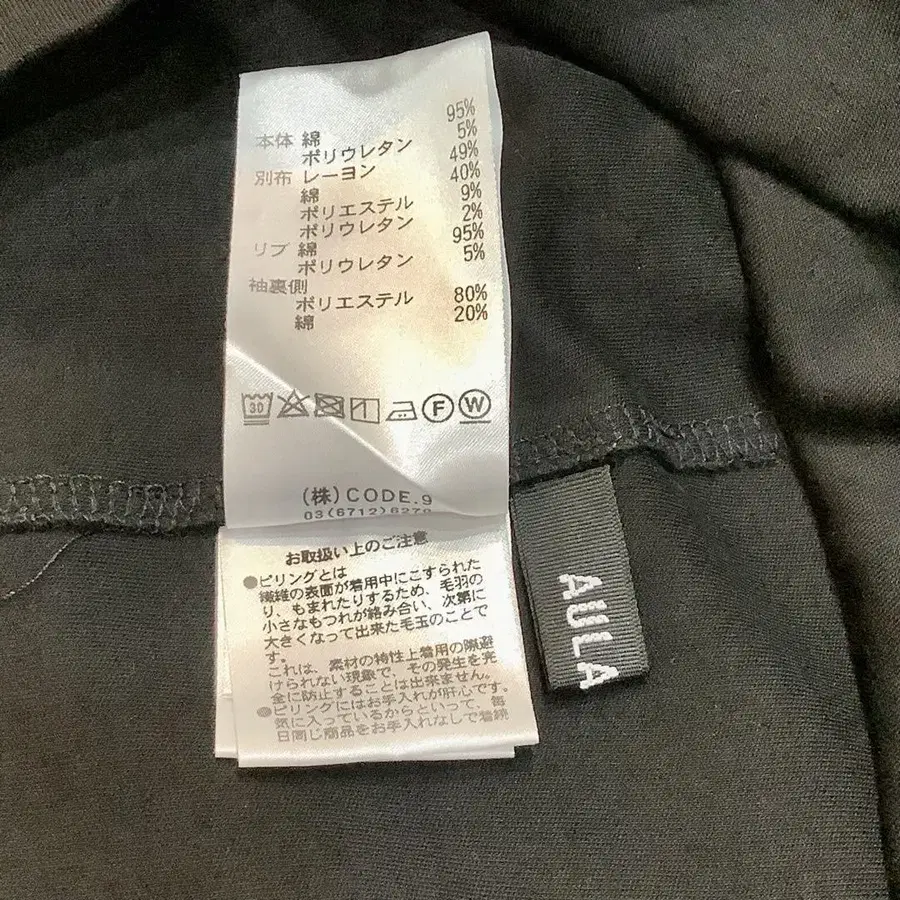 本体 綿 95%
ポリウレタン 5%
別布 レーヨン 49%
綿 40%
ポリエステル 9%
ポリウレタン 2%
リブ 綿 95%
ポリウレタン 5%
袖裏側
ポリエステル 80%
綿 20%
30 F W
(株)CODE.9
03(6712)6270
お取扱い上のご注意
●ピリングとは
繊維の表面が着用中にこすられた
り、もまれたりするため、毛羽の
小さなもつれが絡み合い、次第に
大きくなって出来た毛玉のことで
す。
これは、素材の特性上着用の際避
けられない現象で、その発生を完
全に防止することは出来ません。
●ピリングにはお手入れが肝心です。
気に入っているからといって、毎
日同じ商品をお手入れなしで着続
AULA